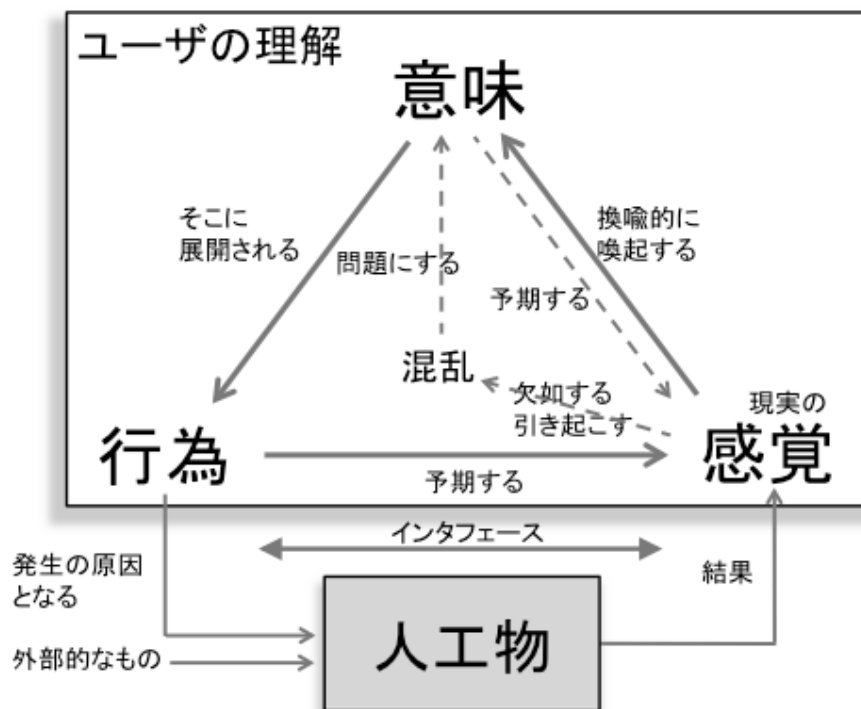 ユーザの理解
意味
そこに
展開される
換喩的に
喚起する
問題にする
予期する
混乱
欠如する
引き起こす
現実の
行為
感覚
予期する
インタフェース
発生の原因
となる
結果
外部的なもの
人工物